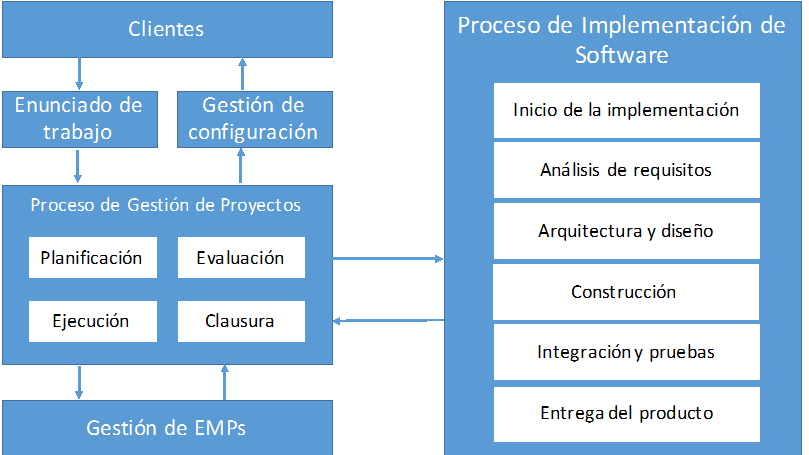 Clientes
Enunciado de
trabajo
Gestión de
configuración
Proceso de Gestión de Proyectos
Planificación
Evaluación
Ejecución
Clausura
Gestión de EMPs
Proceso de Implementación de
Software
Inicio de la implementación
Análisis de requisitos
Arquitectura y diseño
Construcción
Integración y pruebas
Entrega del producto